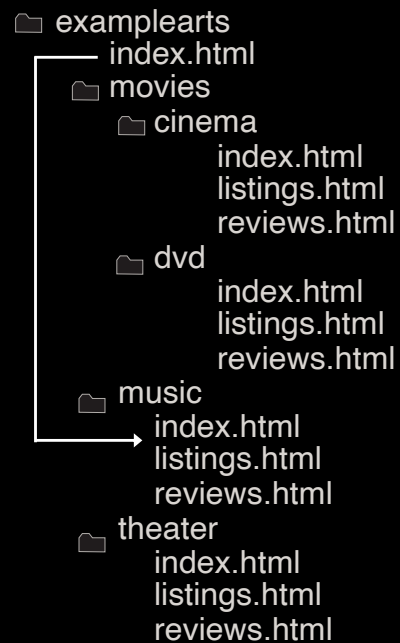 examplearts
index.html
movies
cinema
index.html
listings.html
reviews.html
dvd
index.html
listings.html
reviews.html
music
index.html
listings.html
reviews.html
theater
index.html
listings.html
reviews.html